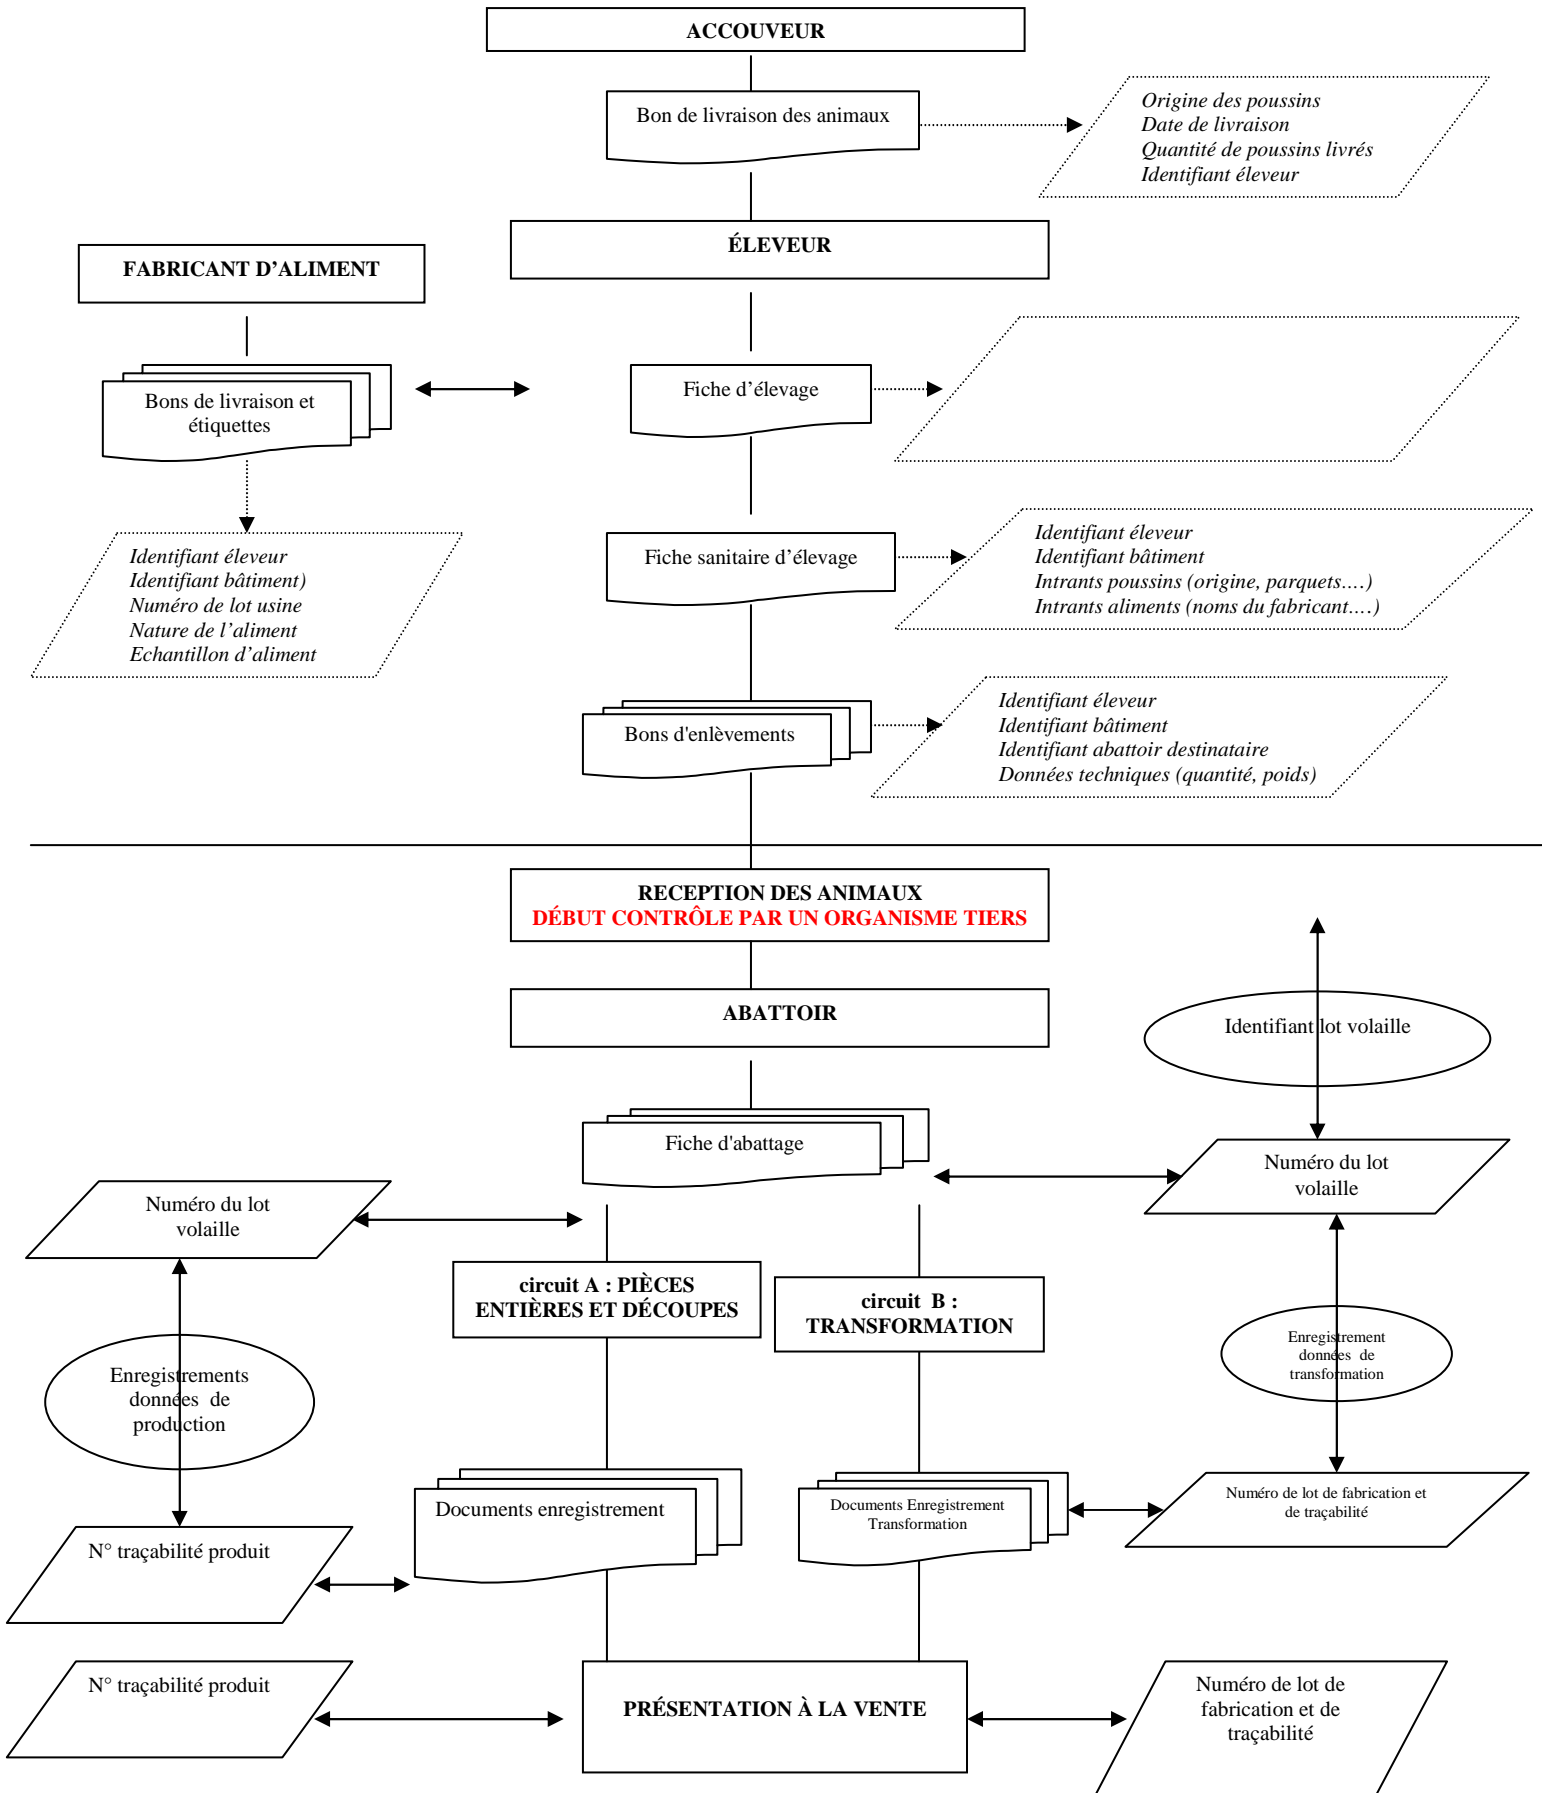 ACCOUVEUR
Bon de livraison des animaux
Origine des poussins
Date de livraison
Quantité de poussins livrés
Identifiant éleveur
ÉLEVEUR
FABRICANT D’ALIMENT
Bons de livraison et
étiquettes
Fiche d’élevage
Identifiant éleveur
Identifiant bâtiment)
Numéro de lot usine
Nature de l’aliment
Echantillon d’aliment
Fiche sanitaire d’élevage
Identifiant éleveur
Identifiant bâtiment
Intrants poussins (origine, parquets….)
Intrants aliments (noms du fabricant….)
Bons d'enlèvements
Identifiant éleveur
Identifiant bâtiment
Identifiant abattoir destinataire
Données techniques (quantité, poids)
RECEPTION DES ANIMAUX
DÉBUT CONTRÔLE PAR UN ORGANISME TIERS
ABATTOIR
Identifiant lot volaille
Fiche d'abattage
Numéro du lot
volaille
Numéro du lot
volaille
circuit A : PIÈCES
ENTIÈRES ET DÉCOUPES
circuit  B :
TRANSFORMATION
Enregistrement
données  de
transformation
Enregistrements
données  de
production
Documents enregistrement
Documents Enregistrement
Transformation
Numéro de lot de fabrication et
de traçabilité
N° traçabilité produit
N° traçabilité produit
PRÉSENTATION À LA VENTE
Numéro de lot de
fabrication et de
traçabilité